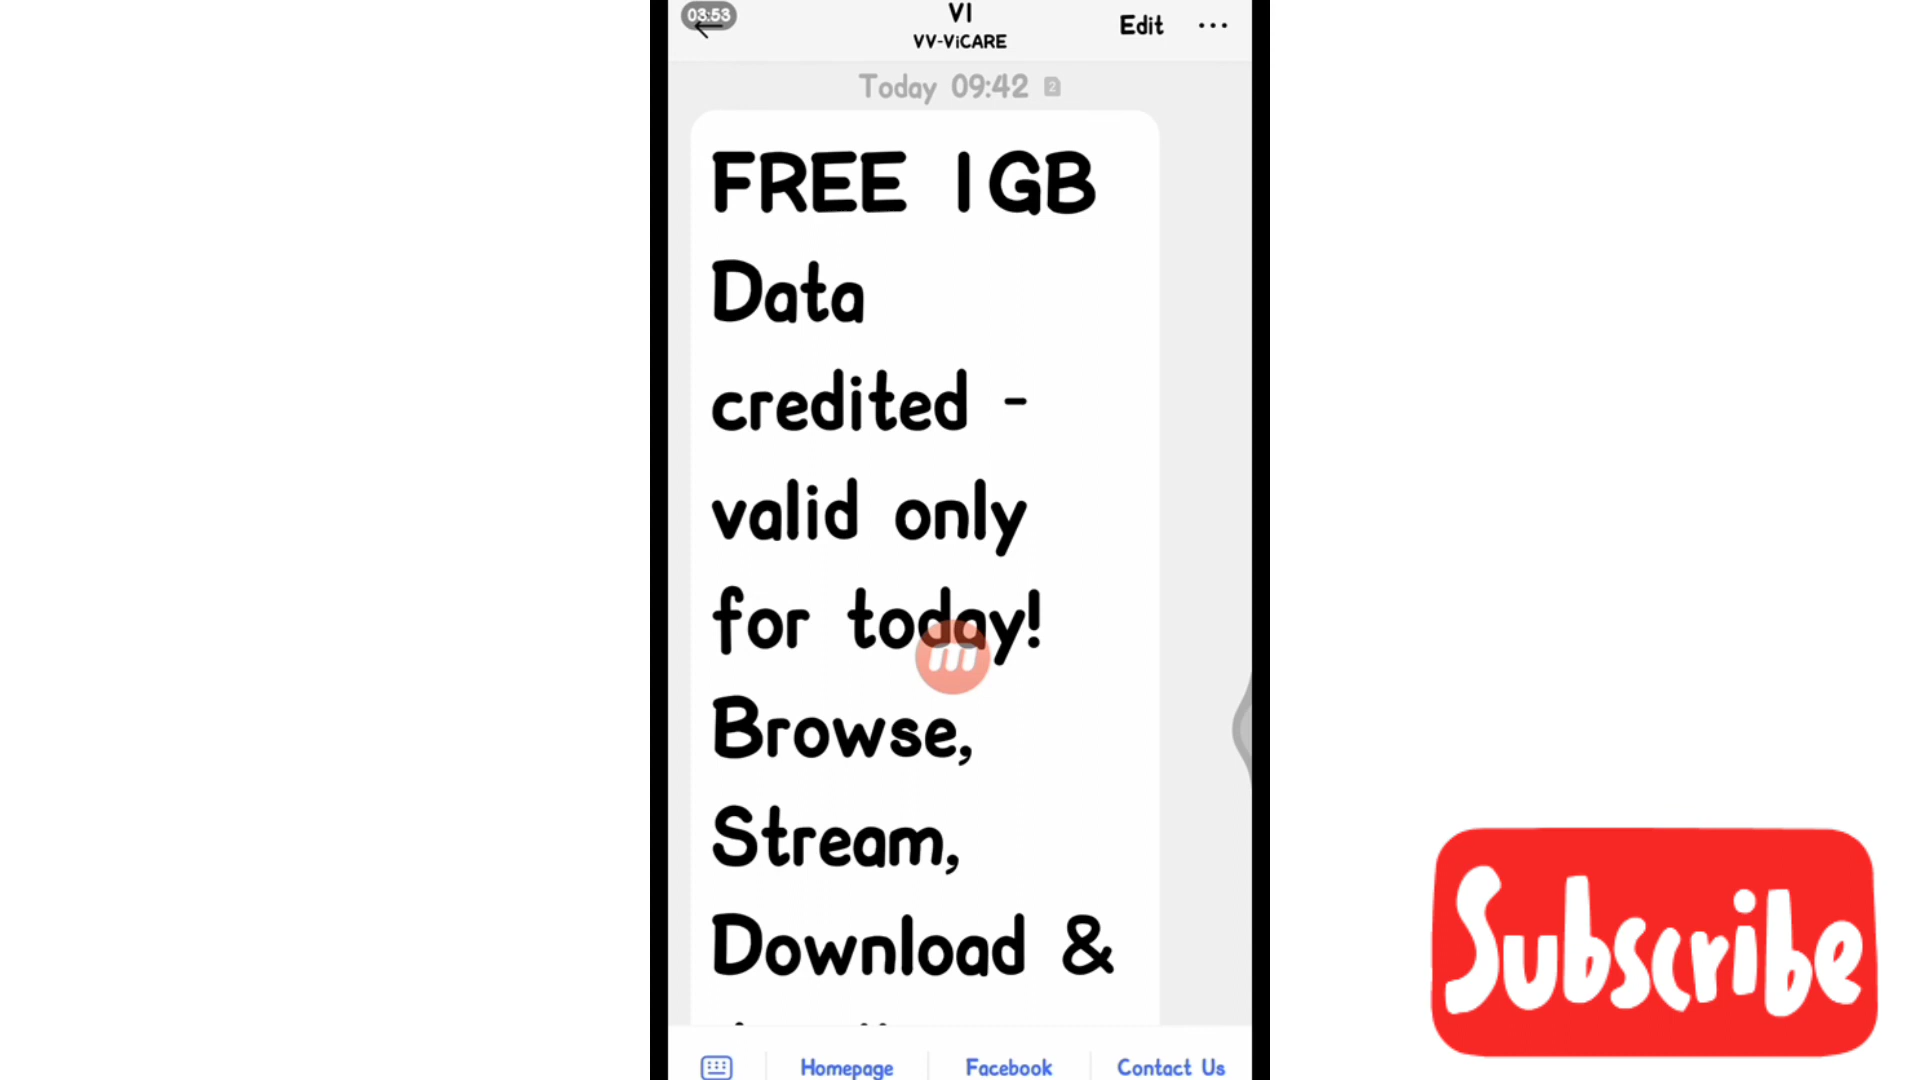 03:53
VI
VV-ViCARE
Edit
Today 09:42 2
FREE 1GB
Data
credited -
valid only
for today!
Browse,
Stream,
Download &
Homepage
Facebook
Contact Us
Subscribe